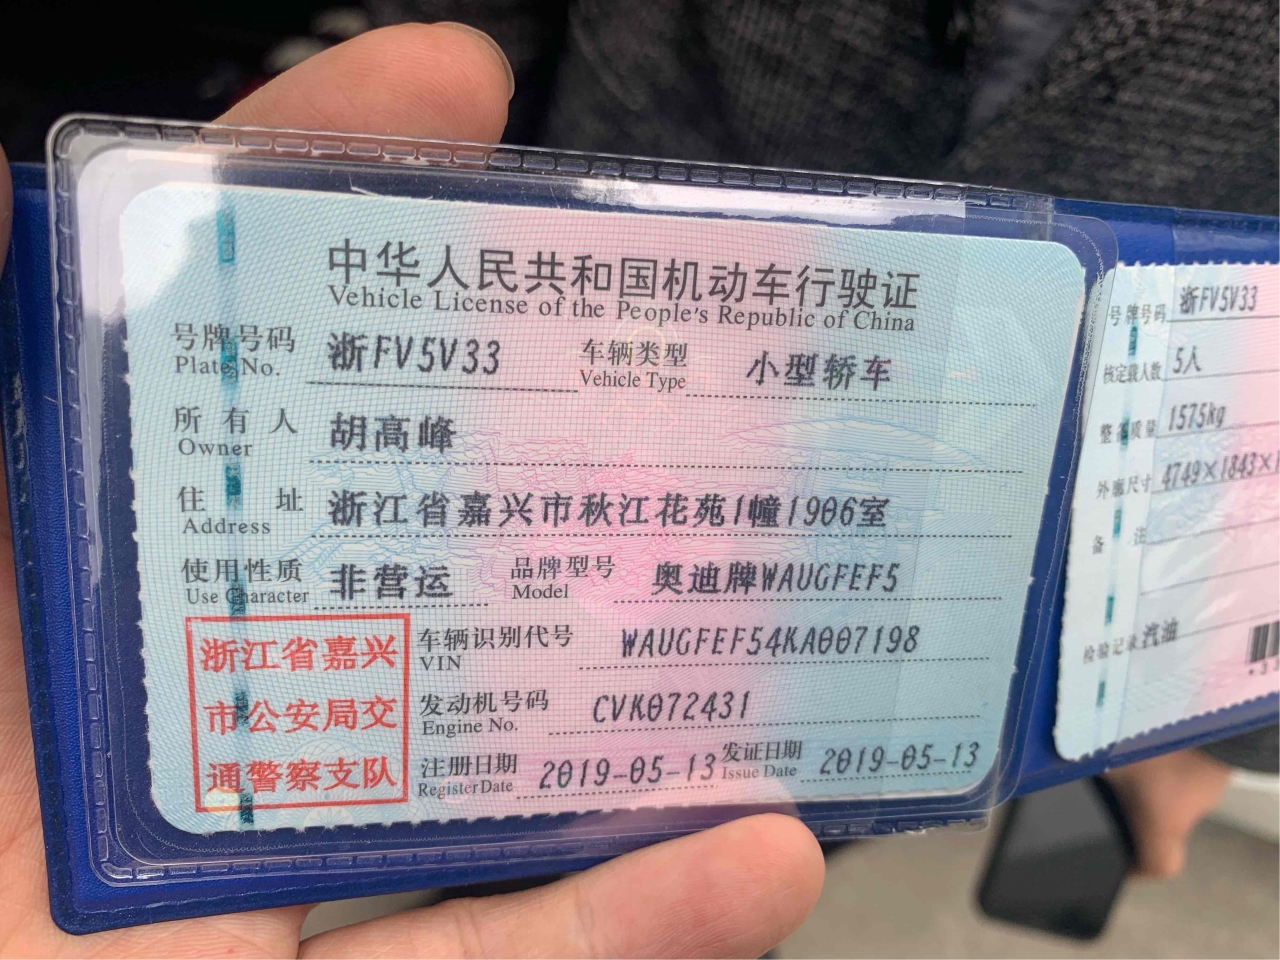 中华人民共和国机动车行驶证
Vehicle License of the People's Republic of China
号牌号码 浙FV5V33 车辆类型 小型轿车
Plate No. Vehicle Type
所有人 胡高峰
Owner
住址 浙江省嘉兴市秋江花苑1幢1906室
Address
使用性质 非营运 品牌型号 奥迪牌WAUGFEF5
Use Character Model
车辆识别代号 WAUGFEF54KA007198
VIN
发动机号码 CVK072431
Engine No.
注册日期 2019-05-13 发证日期 2019-05-13
Register Date Issue Date
浙江省嘉兴
市公安局交
通警察支队
号牌号码 浙FV5V33
核定载人数 5人
整备质量 1575kg
外廓尺寸 4749×1843×1
备注
检验记录 汽油